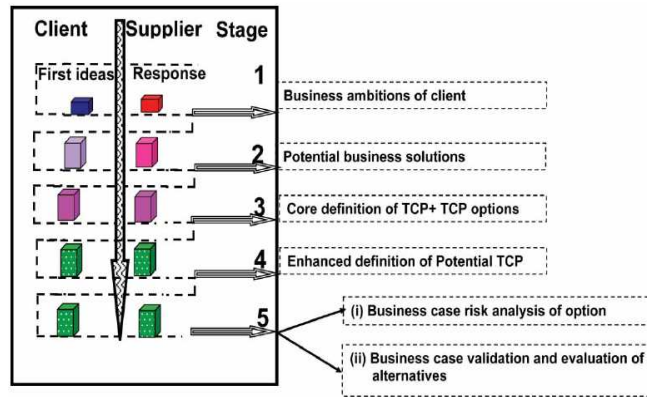 Client Supplier Stage
First ideas Response 1
Business ambitions of client
2 Potential business solutions
3 Core definition of TCP+ TCP options
4 Enhanced definition of Potential TCP
5
(i) Business case risk analysis of option
(ii) Business case validation and evaluation of
alternatives